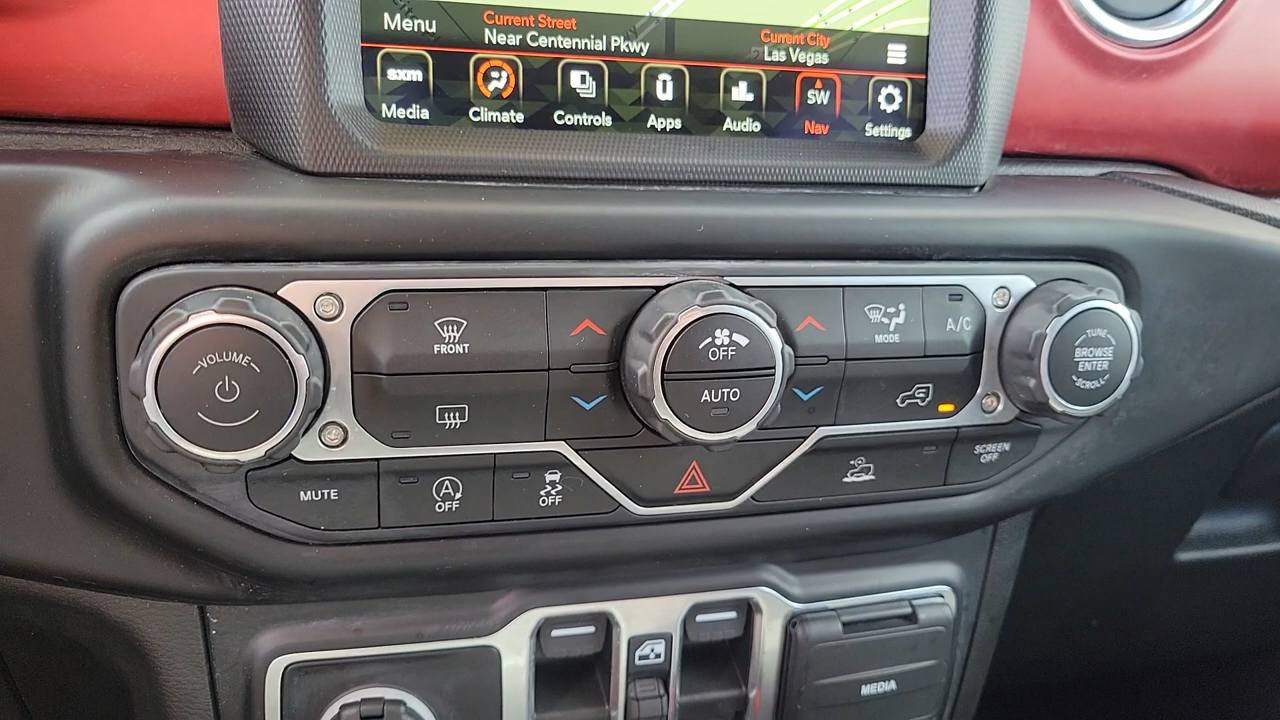 Menu
Current Street
Near Centennial Pkwy
Current City
Las Vegas
sxm
Media
Climate
Controls
Apps
Audio
SW
Nav
Settings
VOLUME
FRONT
OFF
AUTO
MODE
A/C
TUNE
BROWSE
ENTER
SCROLL
MUTE
A
OFF
OFF
SCREEN
OFF
MEDIA